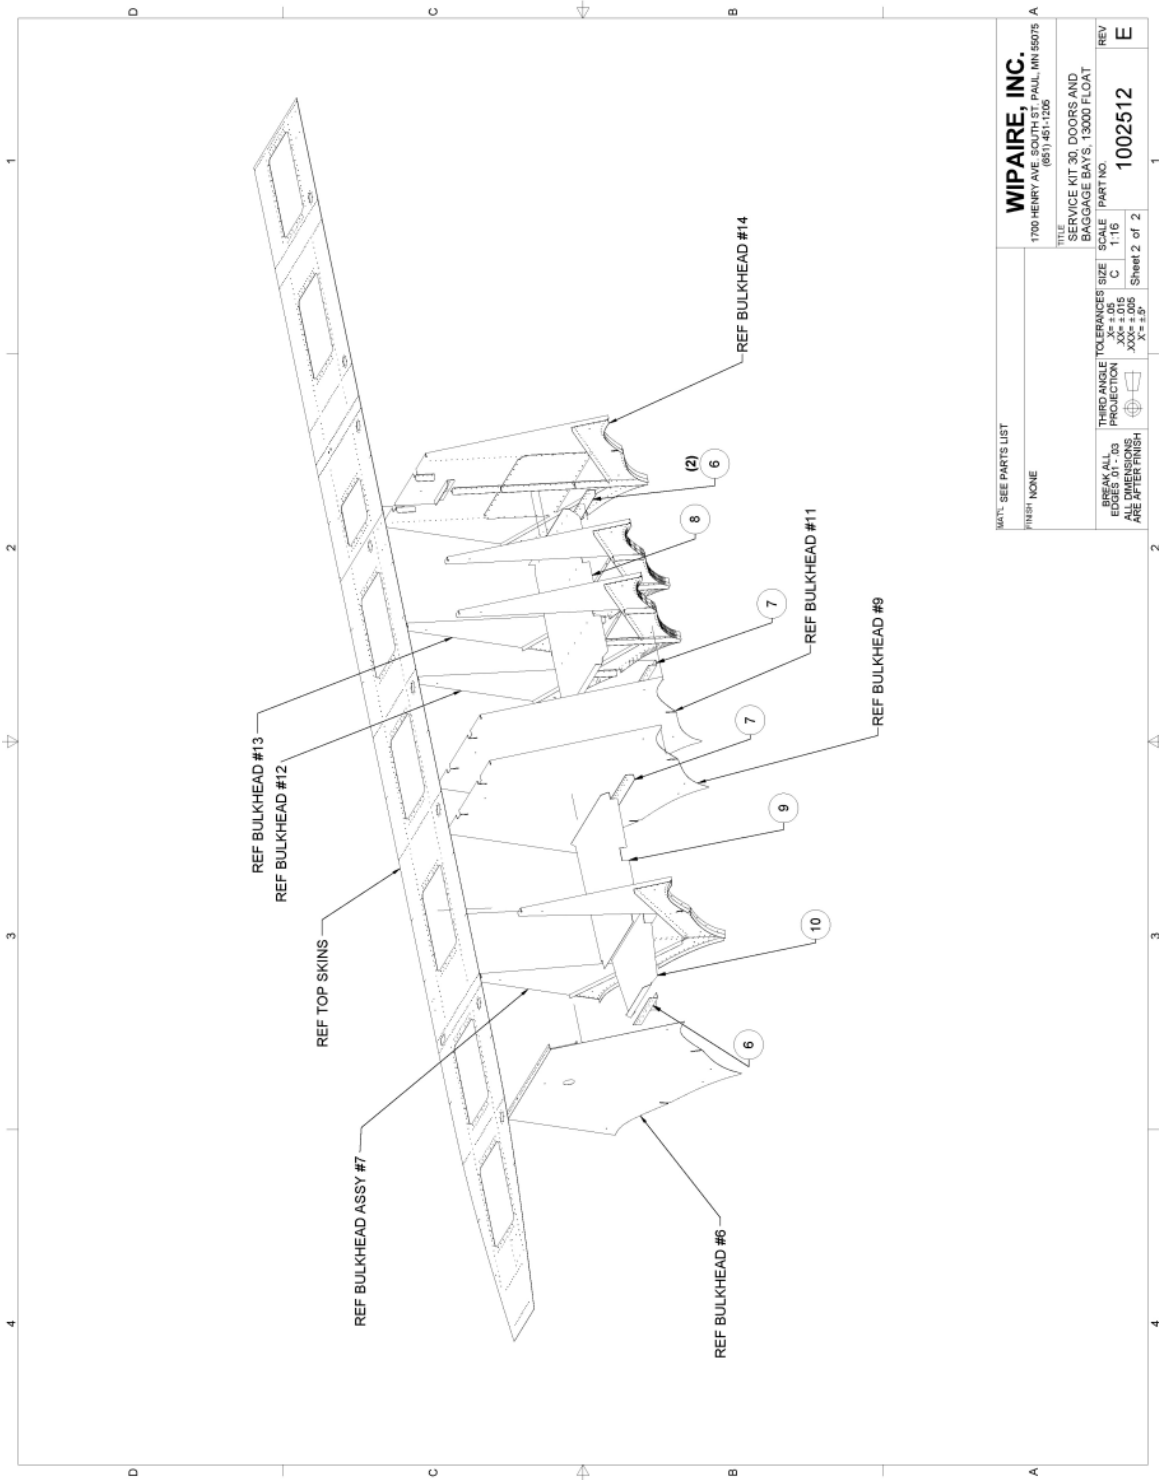 D
C
B
A
4
3
2
1
REF BULKHEAD #13
REF BULKHEAD #12
REF TOP SKINS
REF BULKHEAD ASSY #7
REF BULKHEAD #6
REF BULKHEAD #14
REF BULKHEAD #11
REF BULKHEAD #9
(2)
6
8
7
7
9
10
6
MAT'L SEE PARTS LIST
FINISH NONE
WIPAIRE, INC.
1700 HENRY AVE. SOUTH ST. PAUL, MN 55075
(651) 451-1205
TITLE
SERVICE KIT 30, DOORS AND
BAGGAGE BAYS, 13000 FLOAT
BREAK ALL
EDGES .01 - .03
ALL DIMENSIONS
ARE AFTER FINISH
THIRD ANGLE
PROJECTION
TOLERANCES
.X= ±.05
.XX= ±.015
.XXX= ±.005
X°= ±.5°
SIZE
C
SCALE
1:16
Sheet 2 of 2
PART NO.
1002512
REV
E
4
3
2
1
D
C
B
A